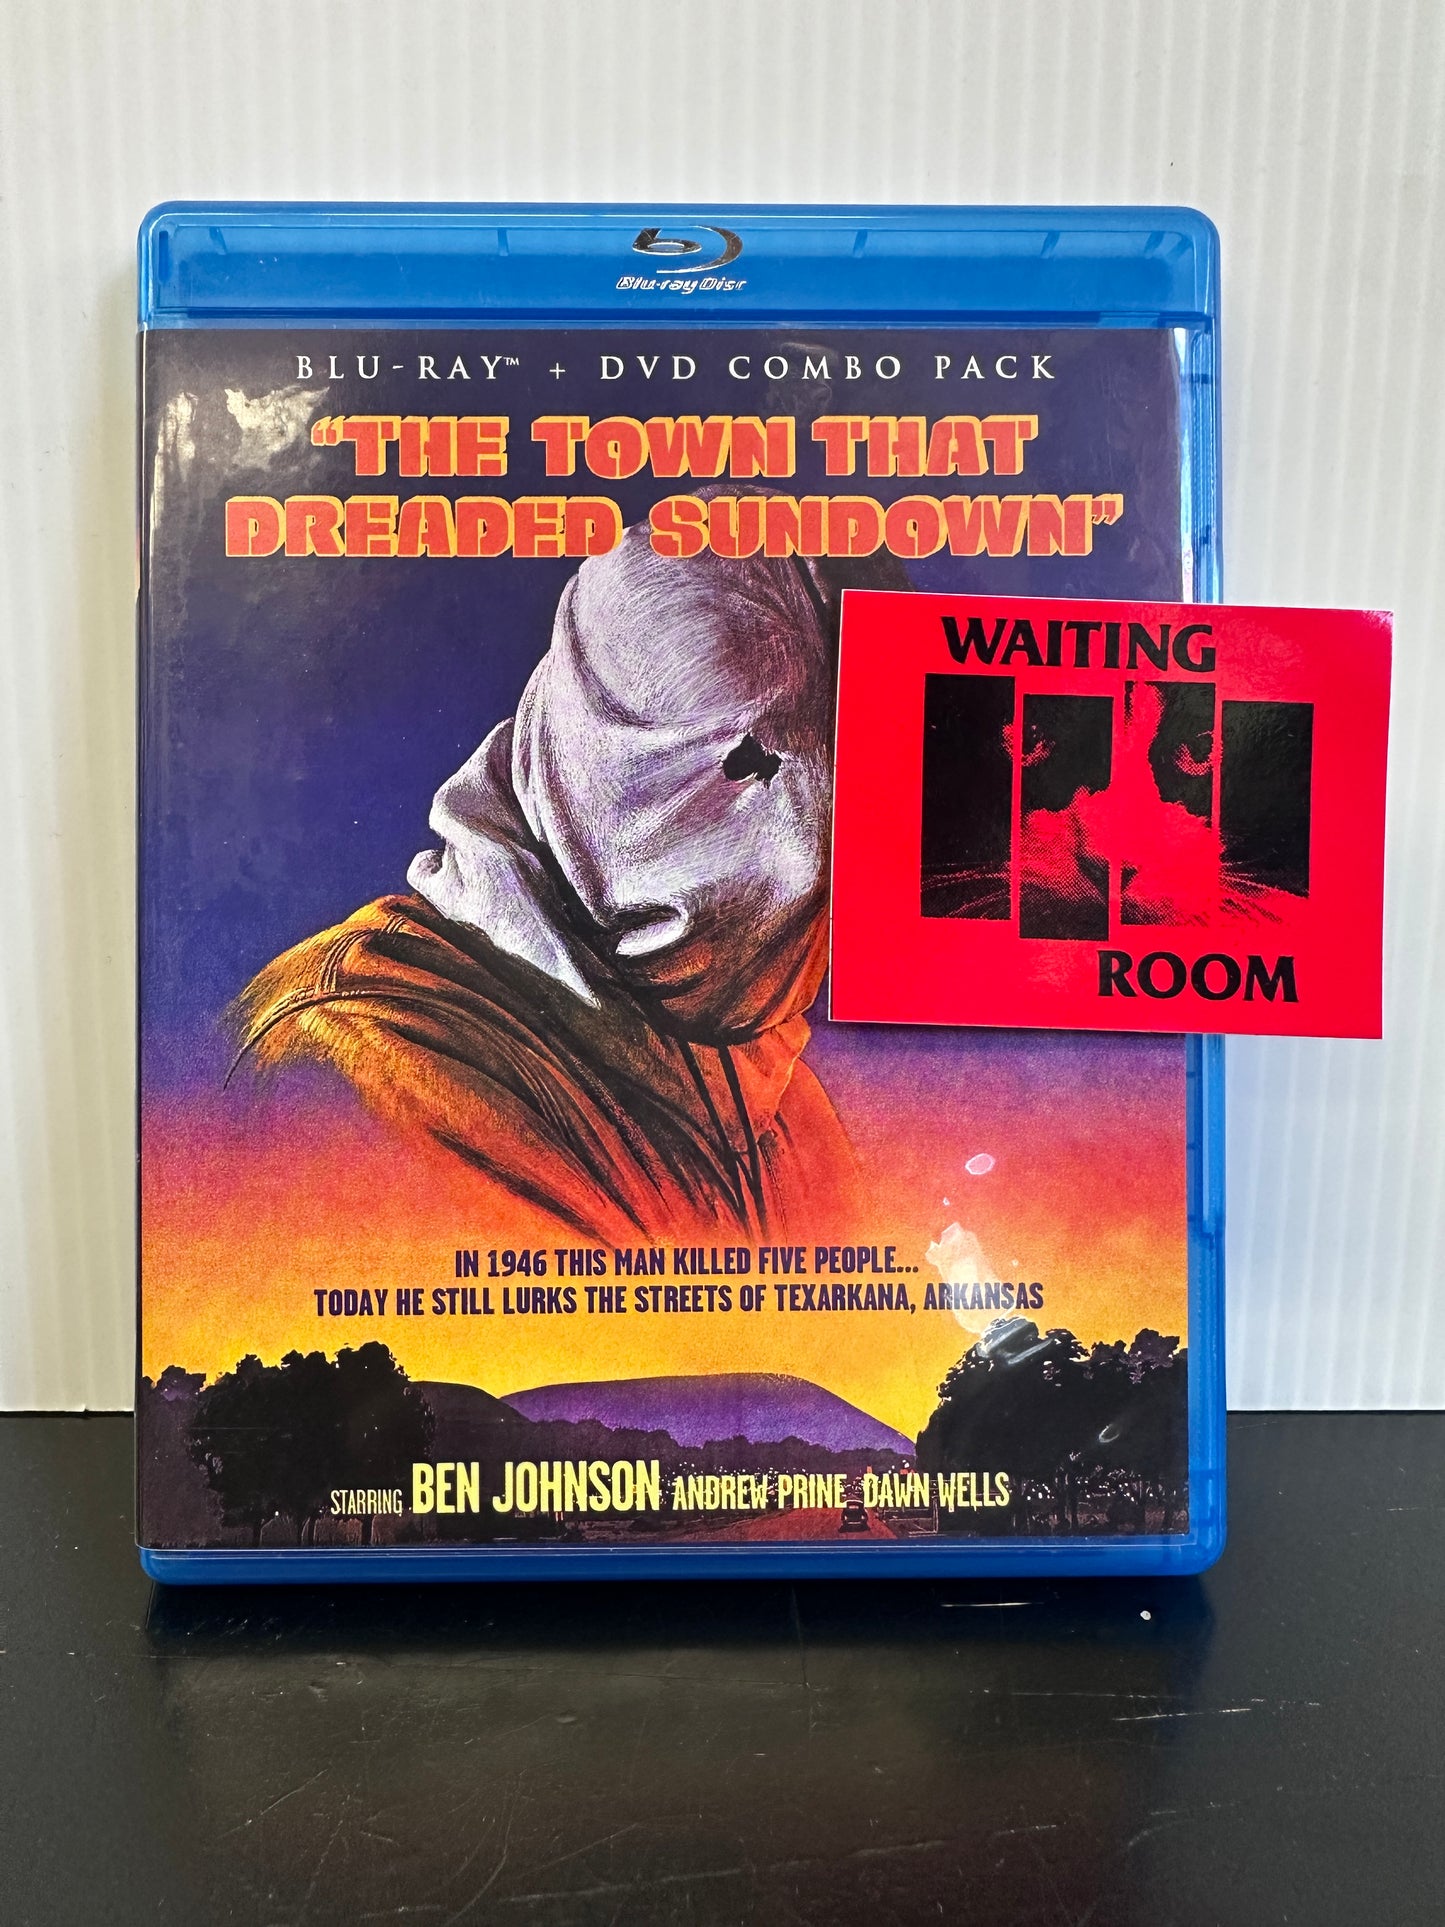 Blu-ray Disc
BLU-RAY™ + DVD COMBO PACK
“THE TOWN THAT
DREADED SUNDOWN”
WAITING
ROOM
IN 1946 THIS MAN KILLED FIVE PEOPLE...
TODAY HE STILL LURKS THE STREETS OF TEXARKANA, ARKANSAS
STARRING BEN JOHNSON ANDREW PRINE DAWN WELLS